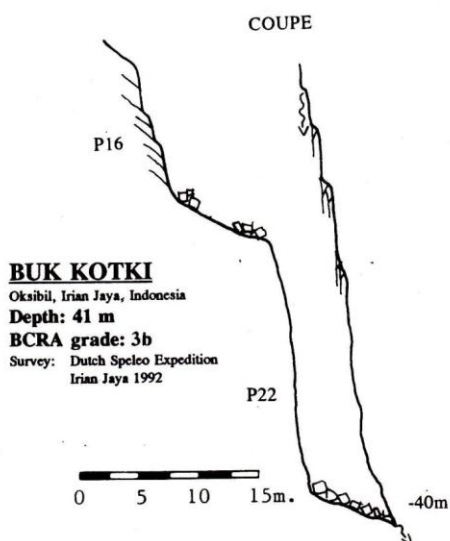 COUPE
P16
BUK KOTKI
Oksibil, Irian Jaya, Indonesia
Depth: 41 m
BCRA grade: 3b
Survey: Dutch Speleo Expedition
Irian Jaya 1992
P22
0 5 10 15m.
-40m